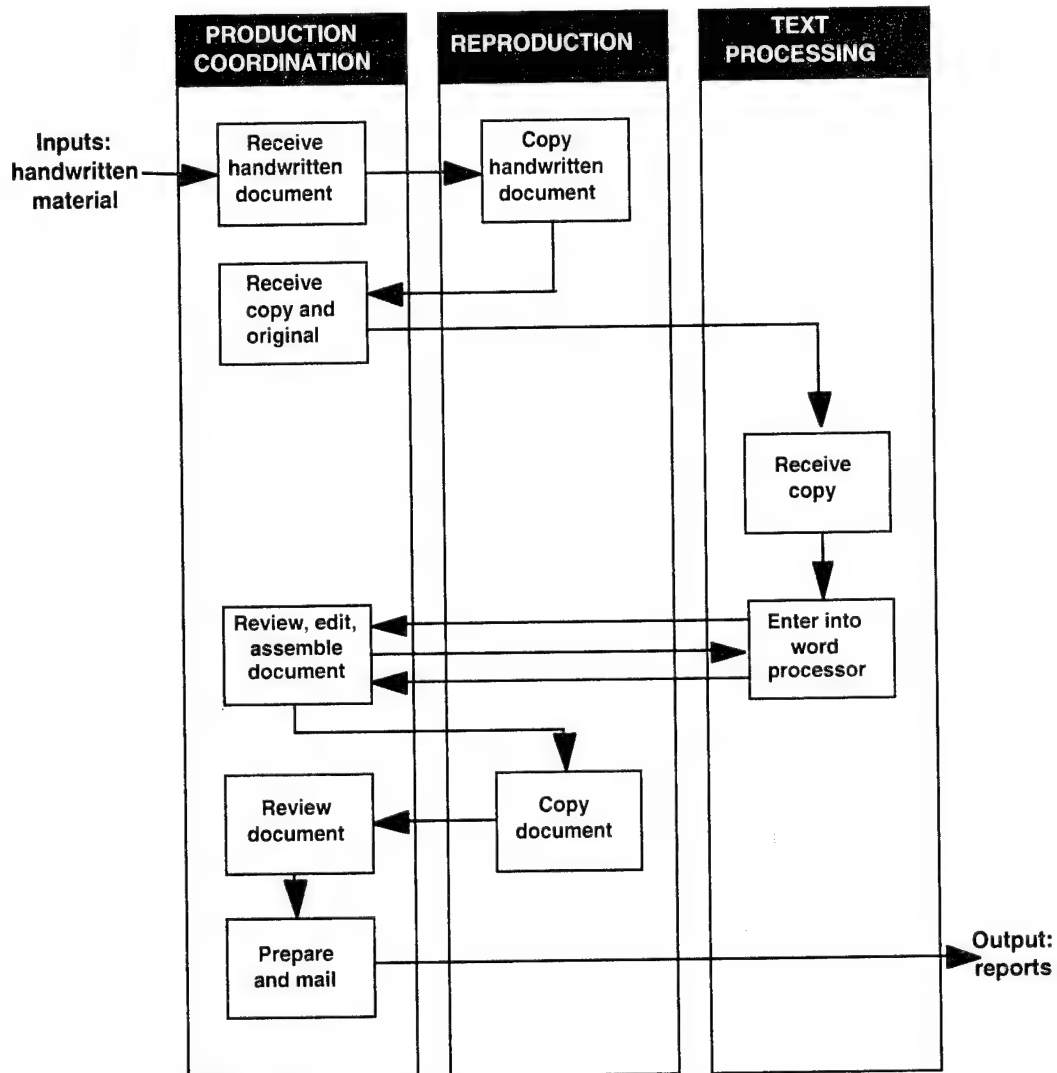 PRODUCTION
COORDINATION
REPRODUCTION
TEXT
PROCESSING
Inputs:
handwritten
material
Receive
handwritten
document
Copy
handwritten
document
Receive
copy and
original
Receive
copy
Review, edit,
assemble
document
Enter into
word
processor
Review
document
Copy
document
Prepare
and mail
Output:
reports